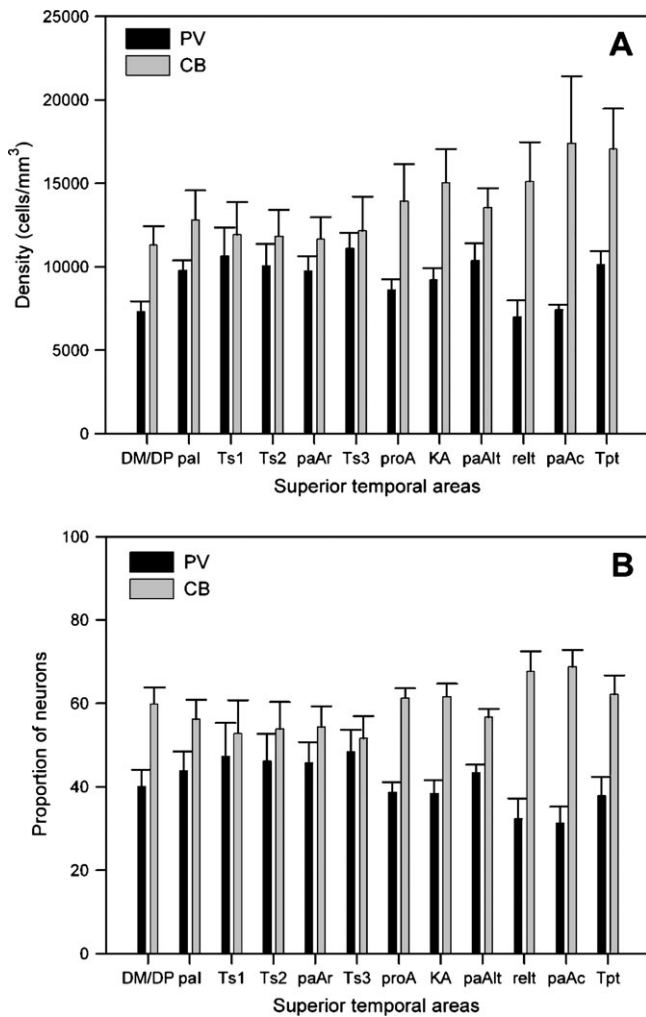 25000
20000
15000
10000
5000
0
Density (cells/mm³)
PV
CB
A
DM/DP paI Ts1 Ts2 paAr Ts3 proA KA paAlt reIt paAc Tpt
Superior temporal areas
100
80
60
40
20
0
Proportion of neurons
PV
CB
B
DM/DP paI Ts1 Ts2 paAr Ts3 proA KA paAlt reIt paAc Tpt
Superior temporal areas